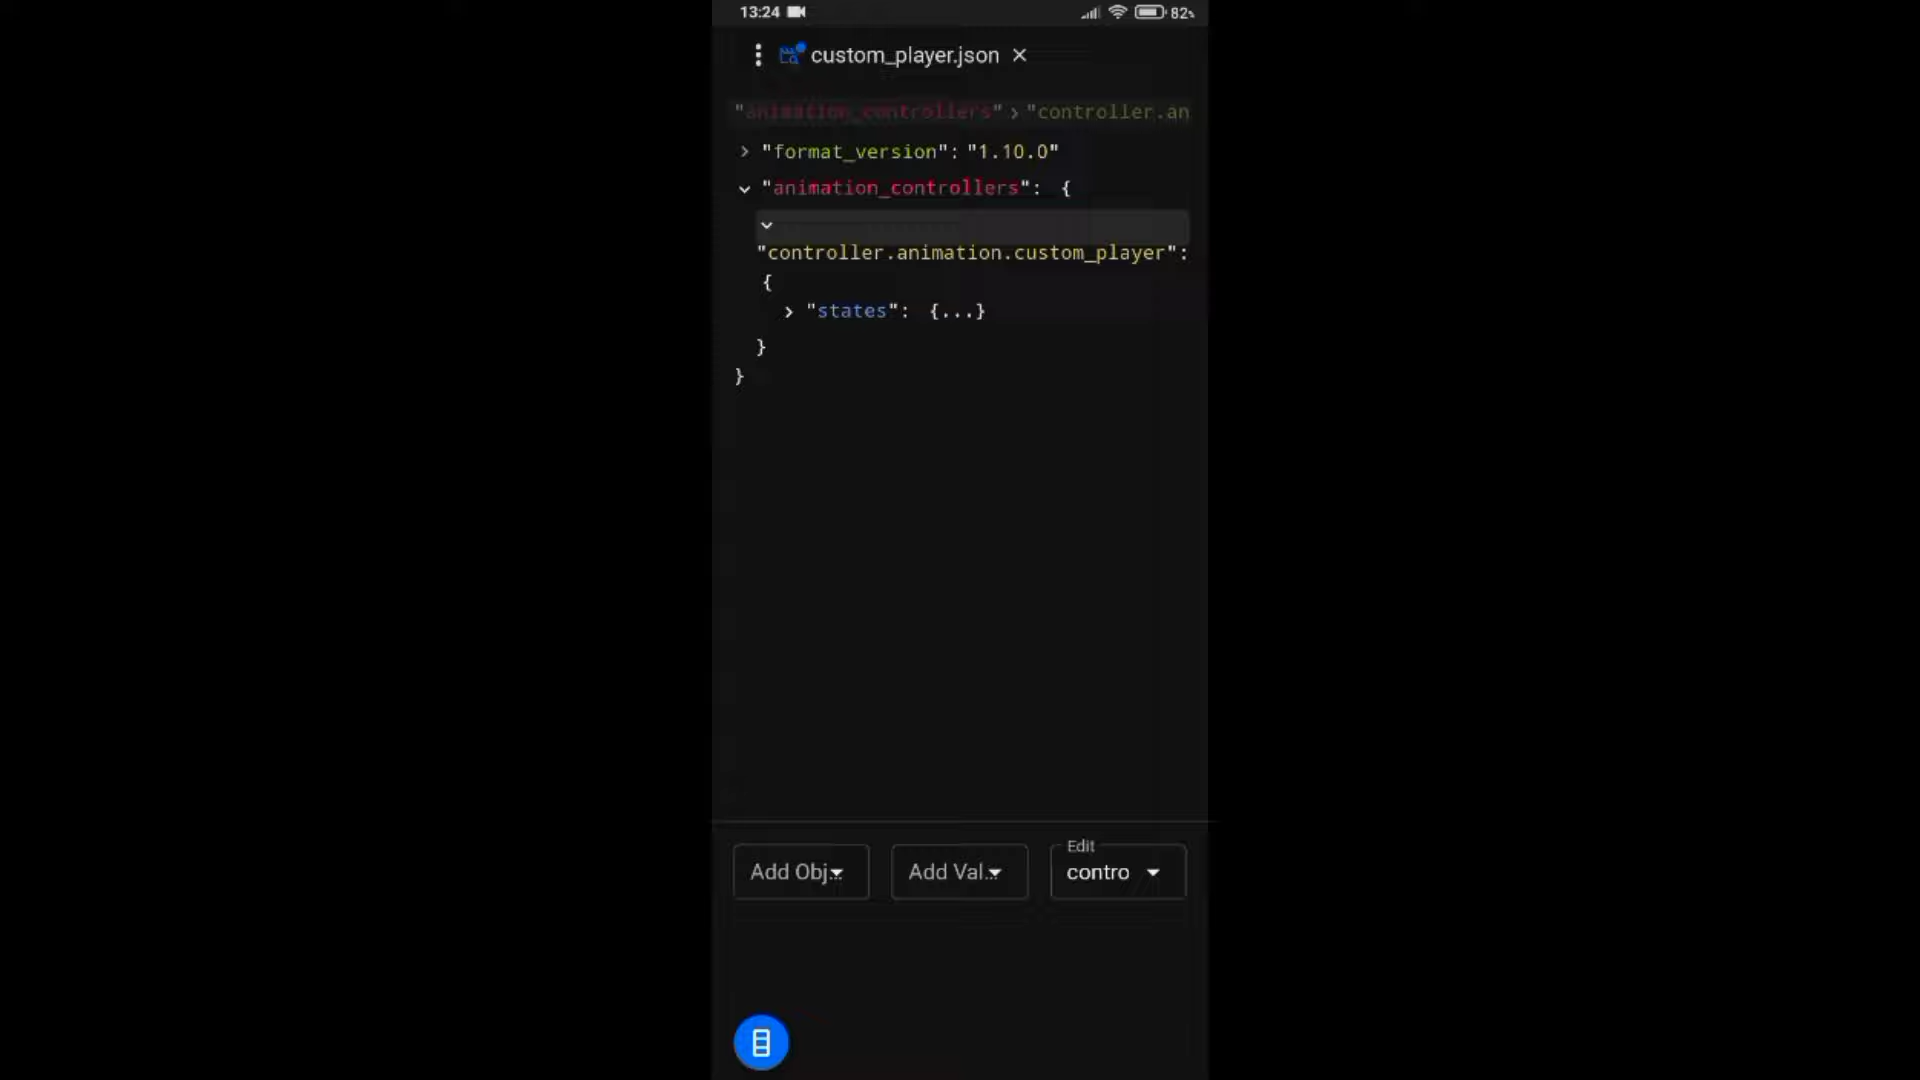 13:24 82%
custom_player.json
"animation_controllers" > "controller.an
> "format_version": "1.10.0"
"animation_controllers": {
"controller.animation.custom_player":
{
> "states": {...}
}
}
Edit
Add Obj… Add Val… contro